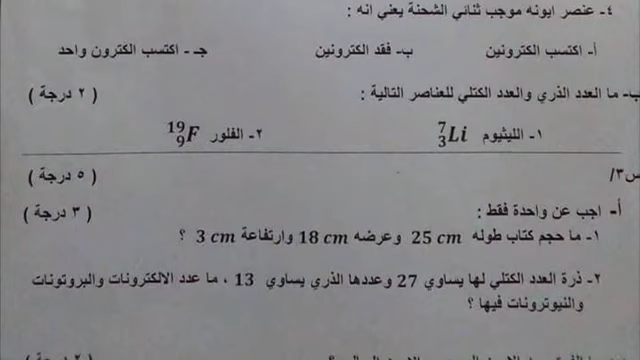 ٤- عنصر ايونه موجب ثنائي الشحنة يعني انه :
أ- اكتسب الكترونين ب- فقد الكترونين جـ - اكتسب الكترون واحد
ب- ما العدد الذري والعدد الكتلي للعناصر التالية : ( ٢ درجة )
١- الليثيوم ⁷₃Li ٢- الفلور ¹⁹₉F
س٣/ ( ٥ درجة )
أ- اجب عن واحدة فقط : ( ٣ درجة )
١- ما حجم كتاب طوله 25 cm وعرضه 18 cm وارتفاعة 3 cm ؟
٢- ذرة العدد الكتلي لها يساوي 27 وعددها الذري يساوي 13 ، ما عدد الالكترونات والبروتونات
والنيوترونات فيها ؟